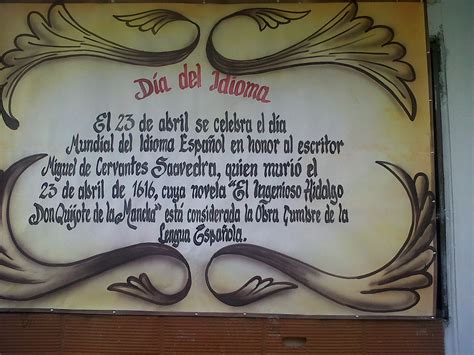 Día del Idioma
El 23 de abril se celebra el día
Mundial del Idioma Español en honor al escritor
Miguel de Cervantes Saavedra, quien murió el
23 de abril de 1616, cuya novela "El Ingenioso Hidalgo
Don Quijote de la Mancha" está considerada la Obra Cumbre de la
Lengua Española.